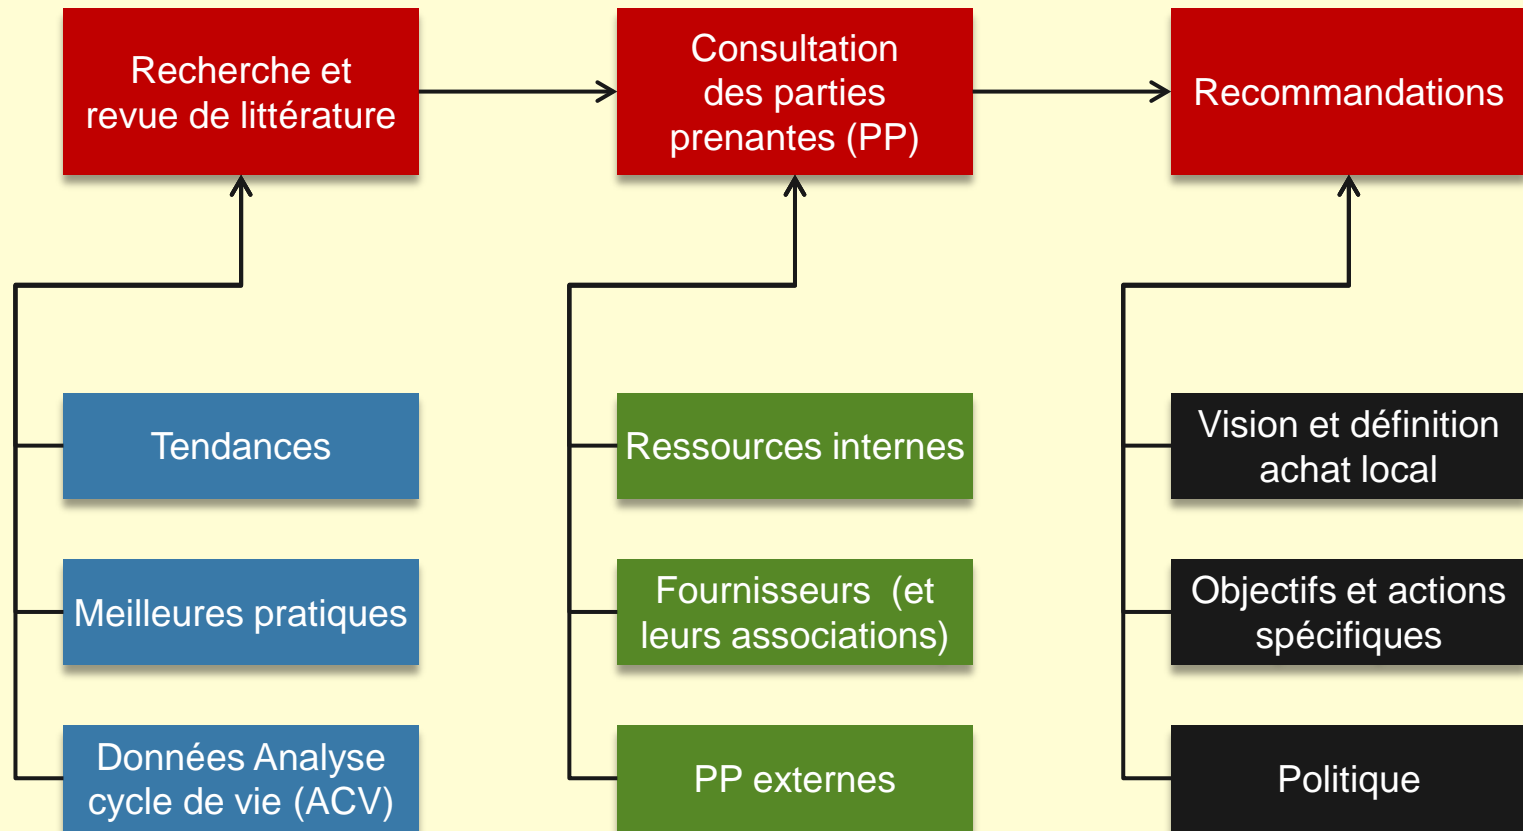 Recherche et
revue de littérature
Consultation
des parties
prenantes (PP)
Recommandations
Tendances
Meilleures pratiques
Données Analyse
cycle de vie (ACV)
Ressources internes
Fournisseurs  (et
leurs associations)
PP externes
Vision et définition
achat local
Objectifs et actions
spécifiques
Politique